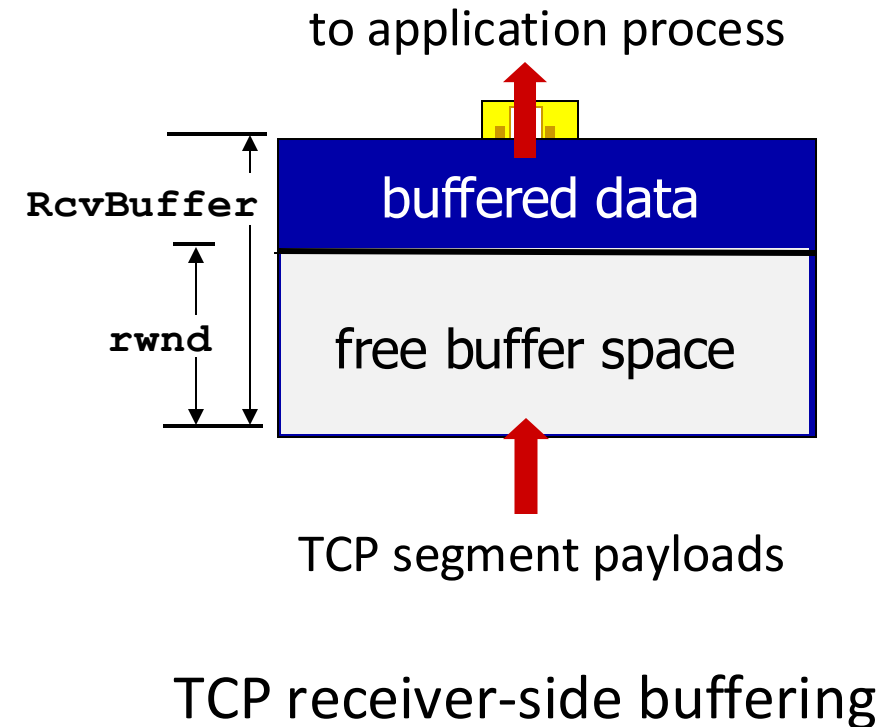 to application process
RcvBuffer
buffered data
rwnd
free buffer space
TCP segment payloads
TCP receiver-side buffering